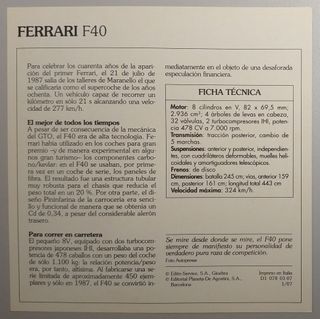 FERRARI F40
Para celebrar los cuarenta años de la apari-
ción del primer Ferrari, el 21 de julio de
1987 salía de los talleres de Maranello el que
se calificaría como el supercoche de los años
ochenta. Un vehículo capaz de recorrer un
kilómetro en sólo 21 s alcanzando una veloci-
dad de 277 km/h.
El mejor de todos los tiempos
A pesar de ser consecuencia de la mecánica
del GTO, el F40 era de alta tecnología. Fe-
rrari había utilizado en los coches para gran
premio –y de manera experimental en algu-
nos gran turismo– los componentes carbo-
no/kevlar: en el F40 se usaban, por prime-
ra vez en un coche de serie, los paneles de
fibra. El resultado fue una estructura tubular
muy robusta para el chasis que reducía el
peso total en un 20 %. Por otra parte, el di-
seño Pininfarina de la carrocería era senci-
llo y funcional de manera que se obtenía un
Cd de 0,34, a pesar del considerable alerón
trasero.
Para correr en carretera
El pequeño 8V, equipado con dos turbocom-
presores japoneses IHI, desarrollaba una po-
tencia de 478 caballos con un peso del coche
de sólo 1.100 kg: la relación potencia/peso
era, por tanto, altísima. Al fabricarse una se-
rie limitada de aproximadamente 450 ejem-
plares y sólo en 1987, el F40 se convirtió in-
mediatamente en el objeto de una desaforada
especulación financiera.
FICHA TÉCNICA
Motor: 8 cilindros en V, 82 x 69,5 mm;
2.936 cm³; 4 árboles de levas en cabeza,
32 válvulas, 2 turbocompresores IHI, poten-
cia 478 CV a 7.000 rpm.
Transmisión: tracción posterior, cambio de
5 marchas.
Suspensiones: anterior y posterior, independien-
tes, con cuadriláteros deformables, muelles heli-
coidales y amortiguadores telescópicos.
Frenos: de disco
Dimensiones: batalla 245 cm; vías, anterior 159
cm, posterior 161 cm; longitud total 443 cm
Velocidad máxima: 324 km/h.
Se mire desde donde se mire, el F40 pone
siempre de manifiesto su personalidad de
verdadero pura raza de competición.
Foto Autopresse
© Edito-Service, S.A., Ginebra
© Editorial Planeta-De Agostini, S.A.,
Barcelona
Impreso en Italia
D1 078 03.07
1/97